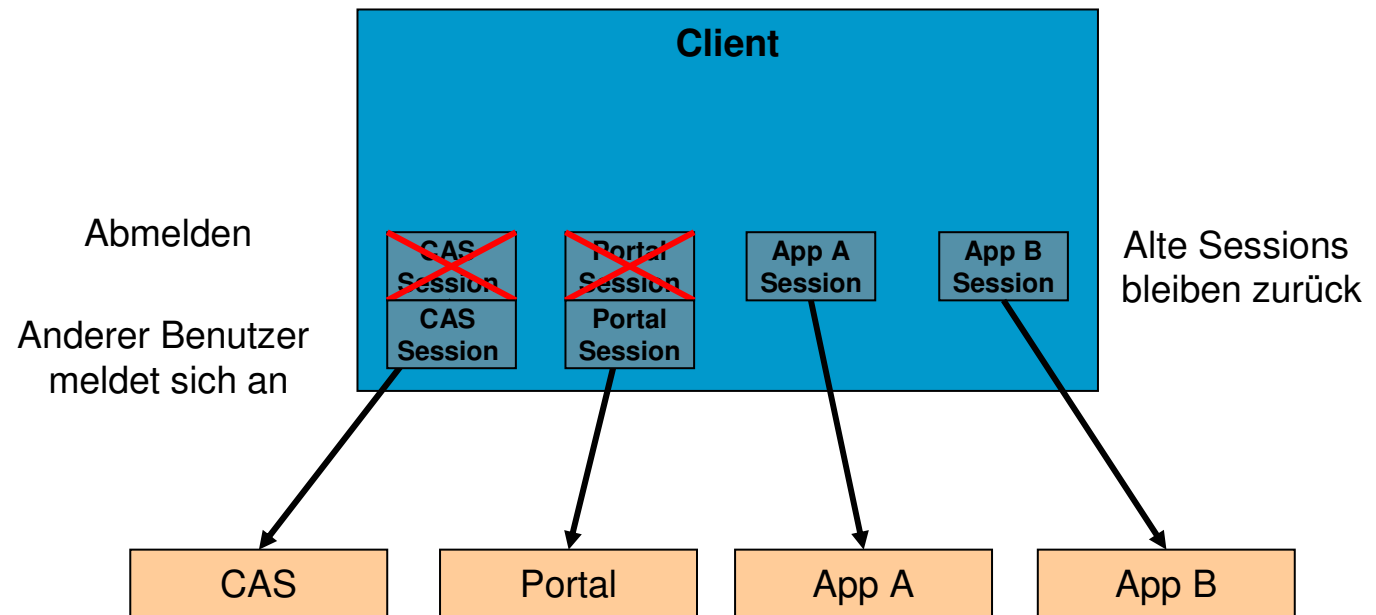 Client
Abmelden
CAS
Session
Portal
Session
App A
Session
App B
Session
Alte Sessions
bleiben zurück
Anderer Benutzer
meldet sich an
CAS
Session
Portal
Session
CAS
Portal
App A
App B